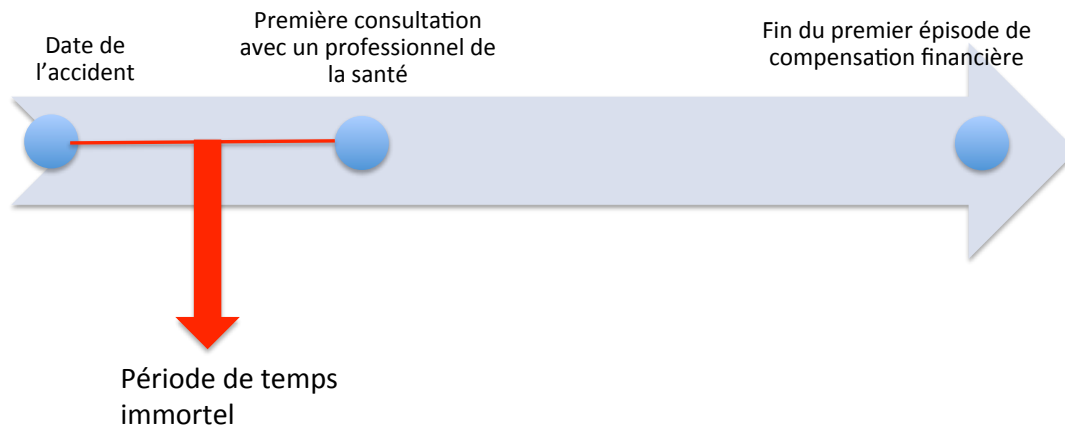 Date de
l’accident
Première consultation
avec un professionnel de
la santé
Fin du premier épisode de
compensation financière
Période de temps
immortel